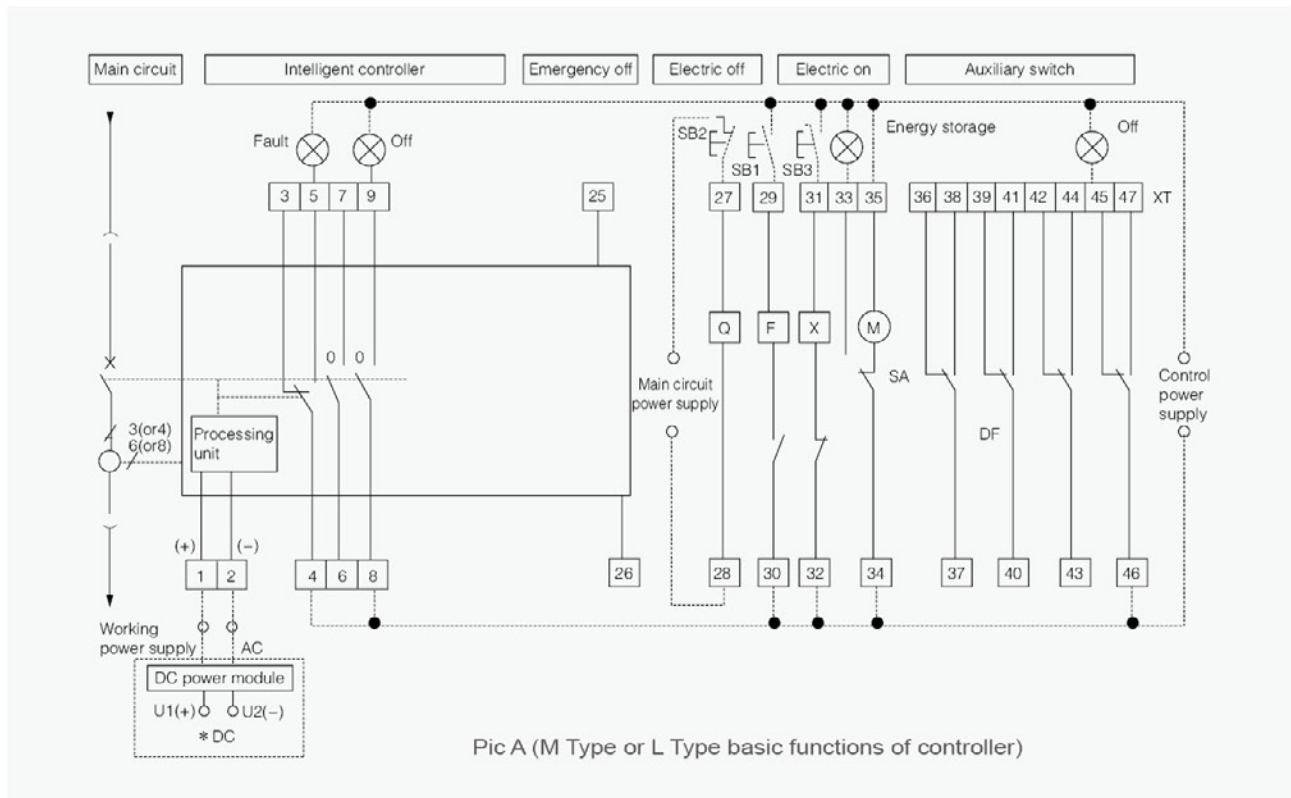 Main circuit
Intelligent controller
Emergency off
Electric off
Electric on
Auxiliary switch
Fault
Off
SB2
SB1
SB3
Energy storage
Off
3 5 7 9
25
27 29
31 33 35
36 38 39 41 42 44 45 47
XT
Q
F
X
M
0 0
X
SA
Main circuit
power supply
Control
power
supply
3(or4)
6(or8)
Processing
unit
DF
(+) (−)
1 2
4 6 8
26
28
30
32
34
37
40
43
46
Working
power supply
AC
DC power module
U1(+) U2(−)
* DC
Pic A (M Type or L Type basic functions of controller)